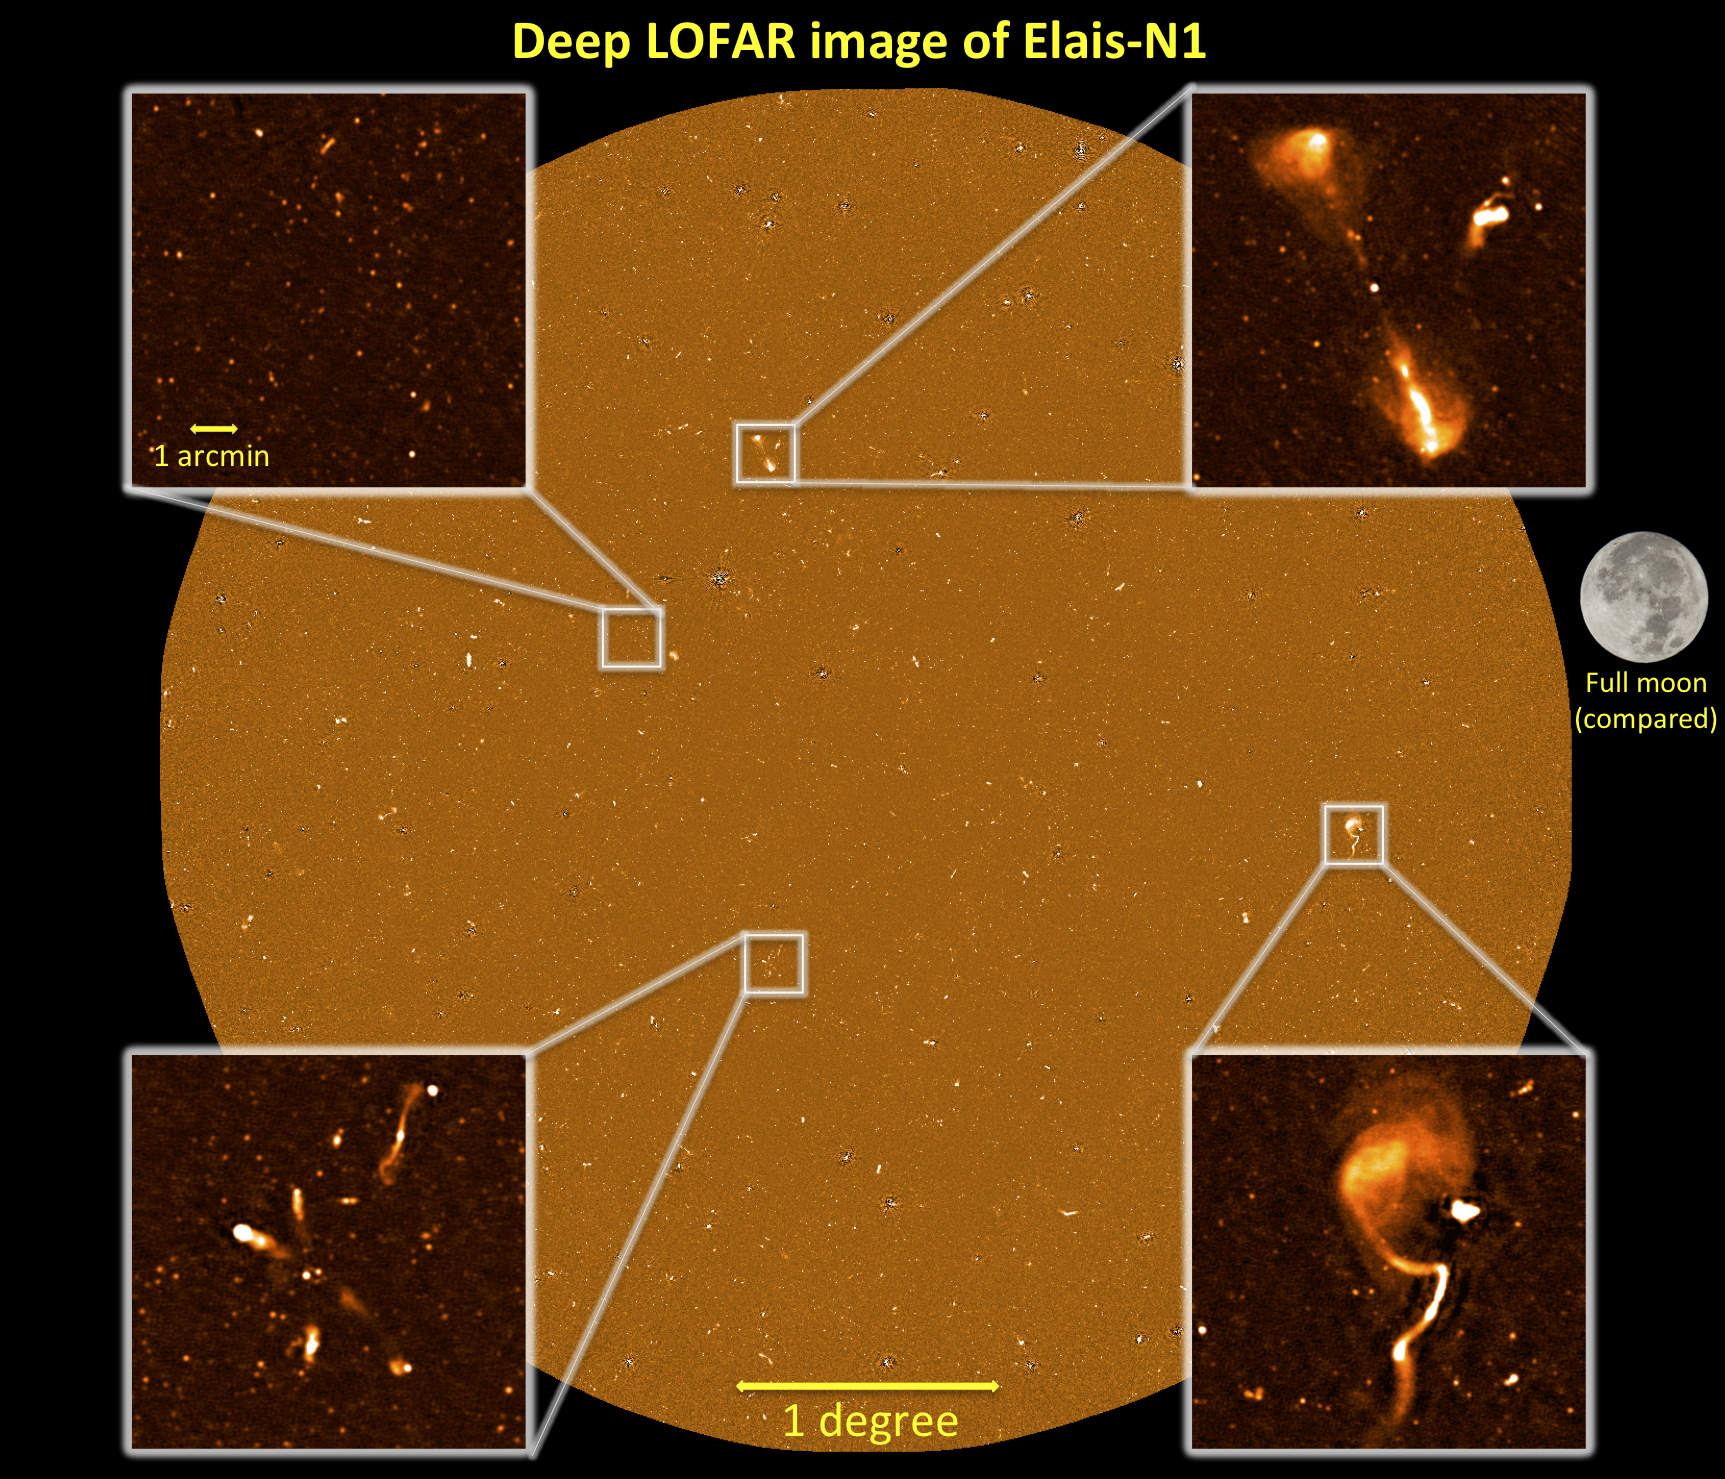 Deep LOFAR image of Elais-N1
1 arcmin
Full moon
(compared)
1 degree